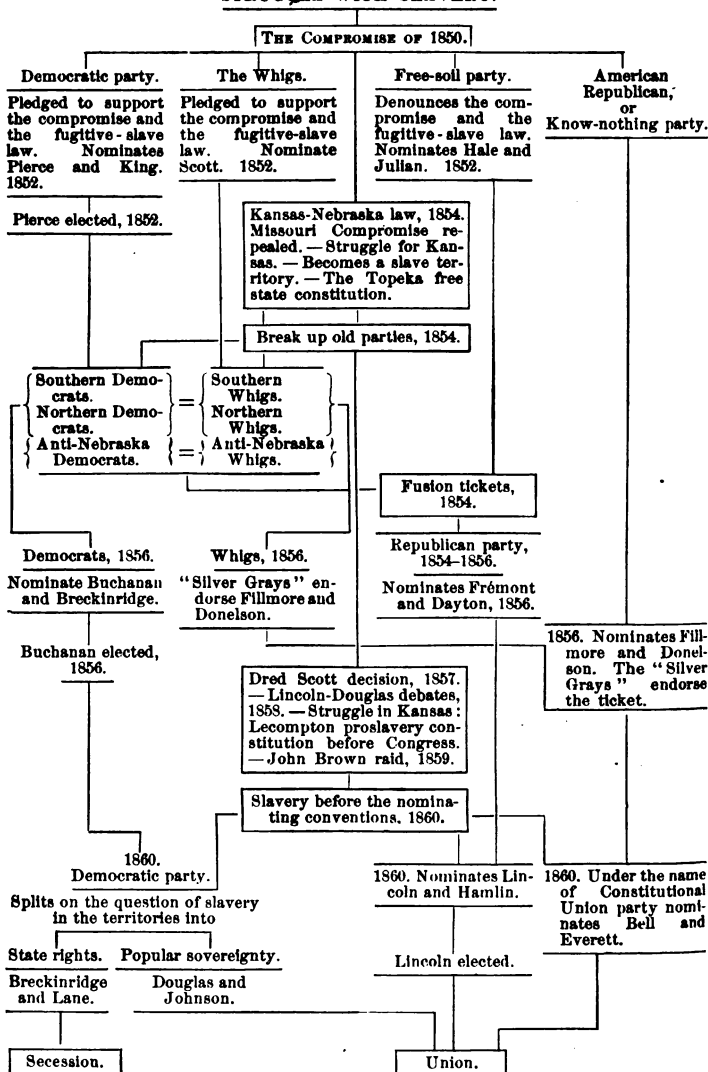 THE COMPROMISE OF 1850.
Democratic party.
Pledged to support
the compromise and
the fugitive-slave
law. Nominates
Pierce and King.
1852.
Pierce elected, 1852.
The Whigs.
Pledged to support
the compromise and
the fugitive-slave
law. Nominate
Scott. 1852.
Free-soil party.
Denounces the com-
promise and the
fugitive-slave law.
Nominates Hale and
Julian. 1852.
American
Republican,
or
Know-nothing party.
Kansas-Nebraska law, 1854.
Missouri Compromise re-
pealed. — Struggle for Kan-
sas. — Becomes a slave ter-
ritory. — The Topeka free
state constitution.
Break up old parties, 1854.
Southern Demo-
crats.
Northern Demo-
crats.
Anti-Nebraska
Democrats.
=
=
Southern
Whigs.
Northern
Whigs.
Anti-Nebraska
Whigs.
Fusion tickets,
1854.
Democrats, 1856.
Nominate Buchanan
and Breckinridge.
Buchanan elected,
1856.
Whigs, 1856.
"Silver Grays" en-
dorse Fillmore and
Donelson.
Republican party,
1854–1856.
Nominates Frémont
and Dayton, 1856.
1856. Nominates Fill-
more and Donel-
son. The "Silver
Grays" endorse
the ticket.
Dred Scott decision, 1857.
— Lincoln-Douglas debates,
1858. — Struggle in Kansas:
Lecompton proslavery con-
stitution before Congress.
— John Brown raid, 1859.
Slavery before the nomina-
ting conventions, 1860.
1860.
Democratic party.
Splits on the question of slavery
in the territories into
State rights.
Breckinridge
and Lane.
Popular sovereignty.
Douglas and
Johnson.
1860. Nominates Lin-
coln and Hamlin.
Lincoln elected.
1860. Under the name
of Constitutional
Union party nomi-
nates Bell and
Everett.
Secession.
Union.